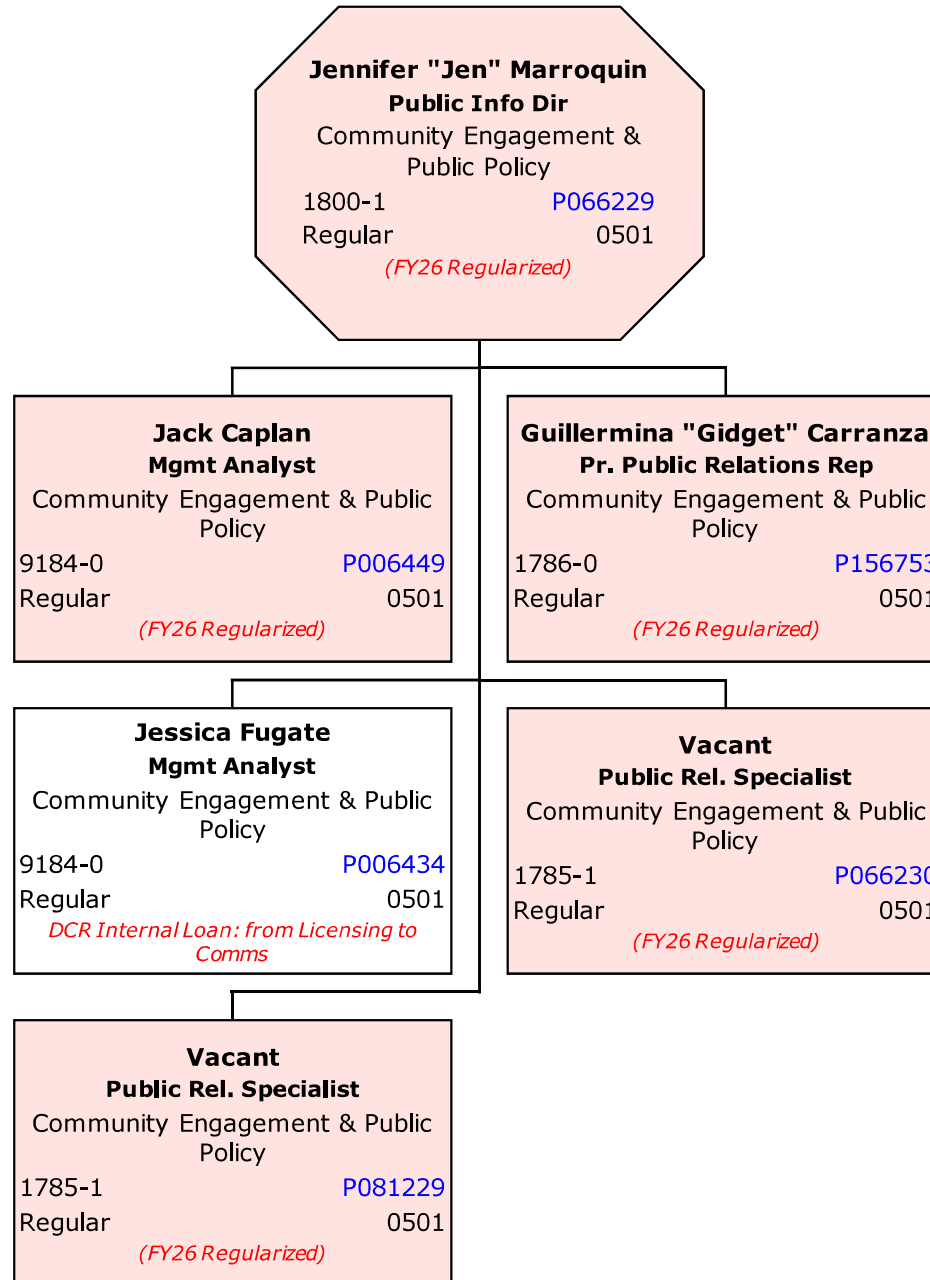 Jennifer "Jen" Marroquin
Public Info Dir
Community Engagement &
Public Policy
1800-1 P066229
Regular 0501
(FY26 Regularized)
Jack Caplan
Mgmt Analyst
Community Engagement & Public
Policy
9184-0 P006449
Regular 0501
(FY26 Regularized)
Guillermina "Gidget" Carranza
Pr. Public Relations Rep
Community Engagement & Public
Policy
1786-0 P156753
Regular 0501
(FY26 Regularized)
Jessica Fugate
Mgmt Analyst
Community Engagement & Public
Policy
9184-0 P006434
Regular 0501
DCR Internal Loan: from Licensing to
Comms
Vacant
Public Rel. Specialist
Community Engagement & Public
Policy
1785-1 P066230
Regular 0501
(FY26 Regularized)
Vacant
Public Rel. Specialist
Community Engagement & Public
Policy
1785-1 P081229
Regular 0501
(FY26 Regularized)